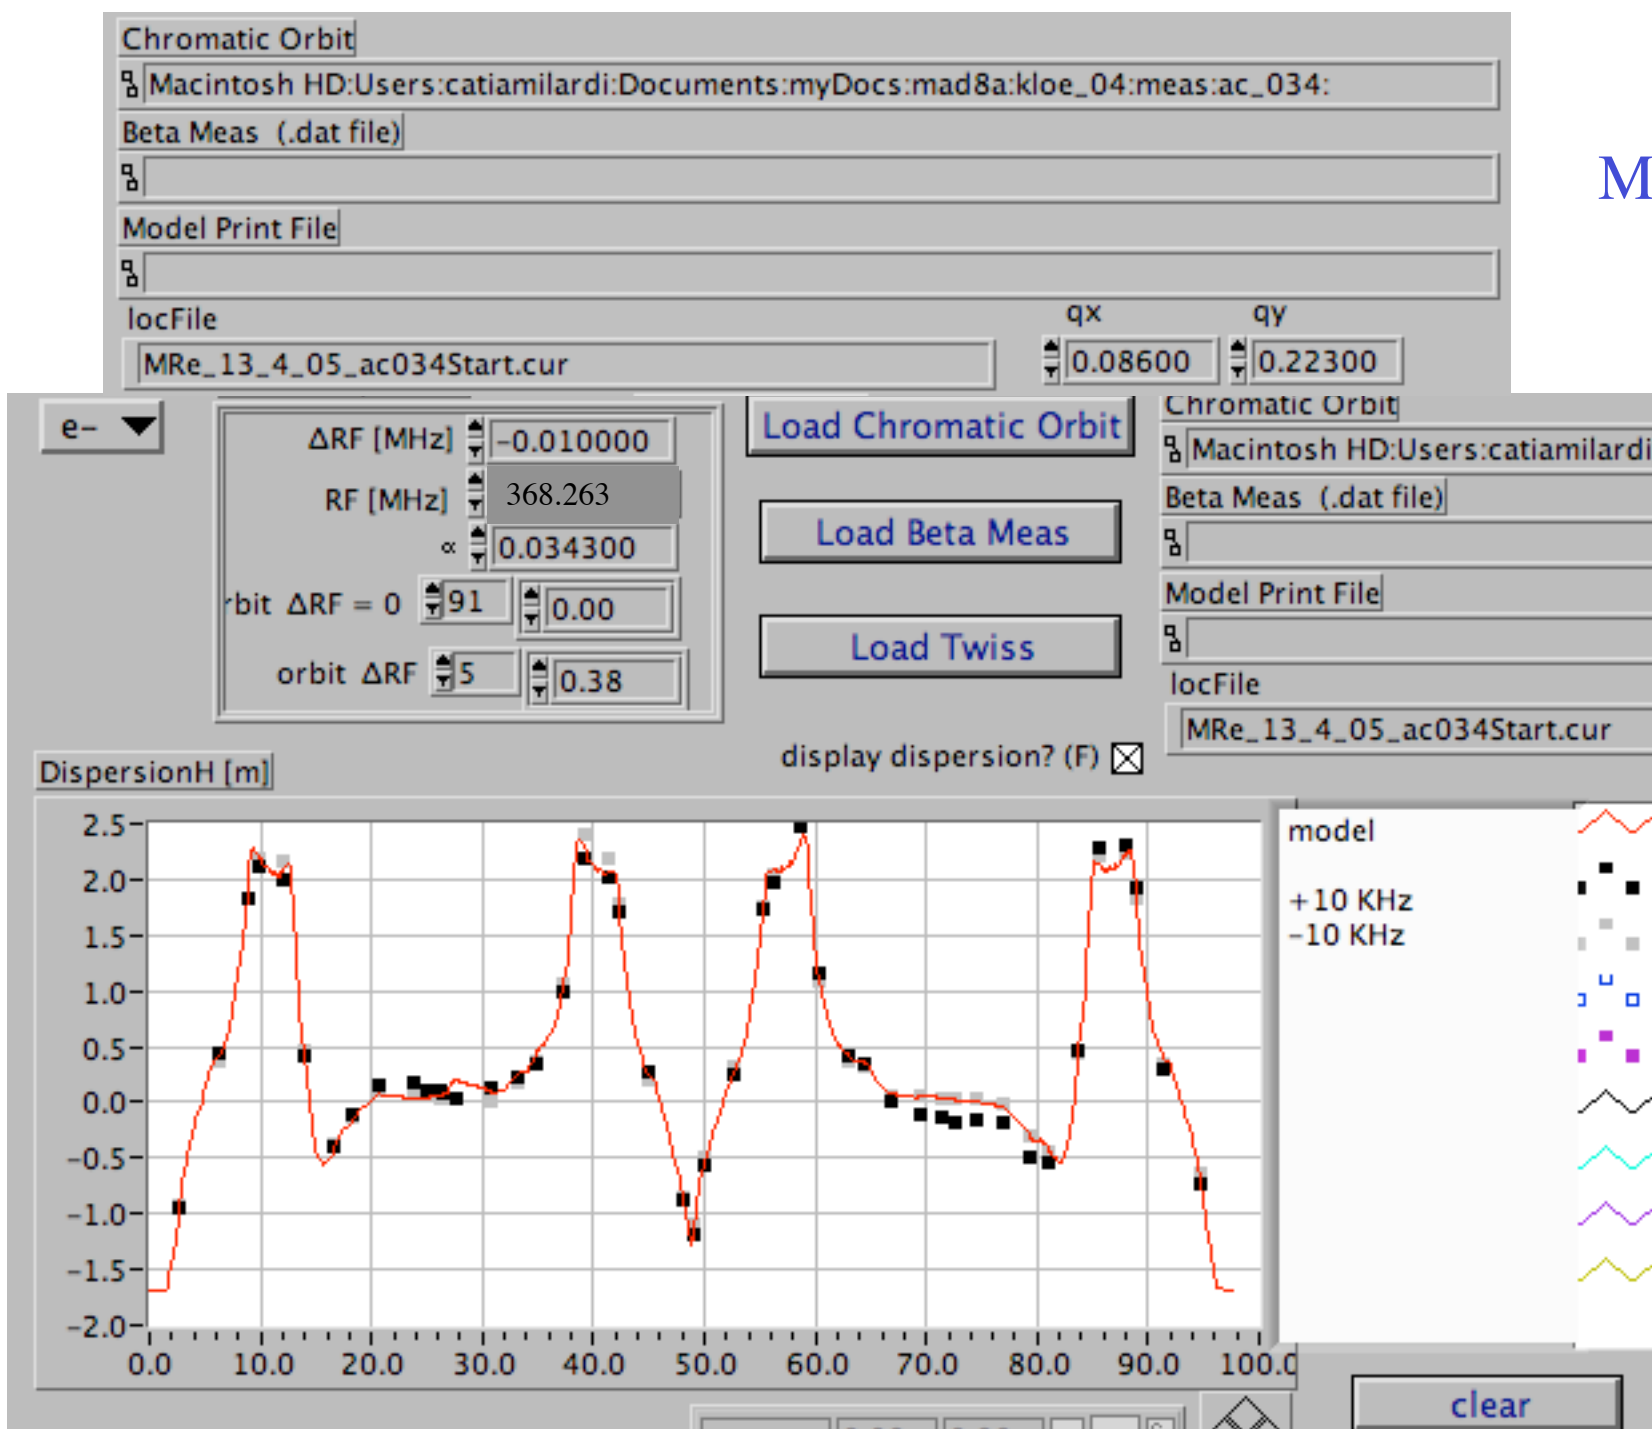 Chromatic Orbit
Macintosh HD:Users:catiamilardi:Documents:myDocs:mad8a:kloe_04:meas:ac_034:
Beta Meas (.dat file)
M
Model Print File
locFile
qx qy
MRe_13_4_05_ac034Start.cur
0.08600 0.22300
e-
ΔRF [MHz] -0.010000
RF [MHz] 368.263
∝ 0.034300
rbit ΔRF = 0 91 0.00
orbit ΔRF 5 0.38
Load Chromatic Orbit
Load Beta Meas
Load Twiss
display dispersion? (F)
Chromatic Orbit
Macintosh HD:Users:catiamilardi
Beta Meas (.dat file)
Model Print File
locFile
MRe_13_4_05_ac034Start.cur
DispersionH [m]
2.5
2.0
1.5
1.0
0.5
0.0
-0.5
-1.0
-1.5
-2.0
0.0 10.0 20.0 30.0 40.0 50.0 60.0 70.0 80.0 90.0 100.0
model
+10 KHz
-10 KHz
clear